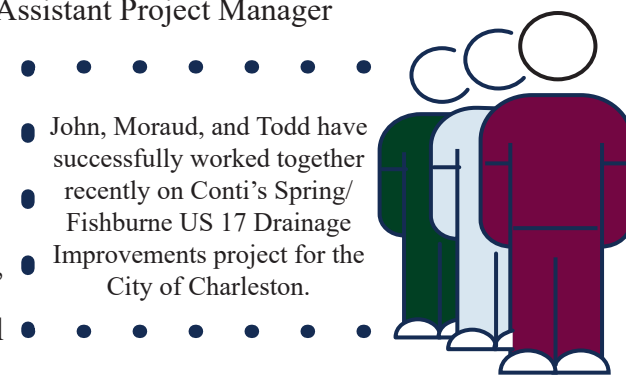 Assistant Project Manager
John, Moraud, and Todd have
successfully worked together
recently on Conti’s Spring/
Fishburne US 17 Drainage
Improvements project for the
City of Charleston.